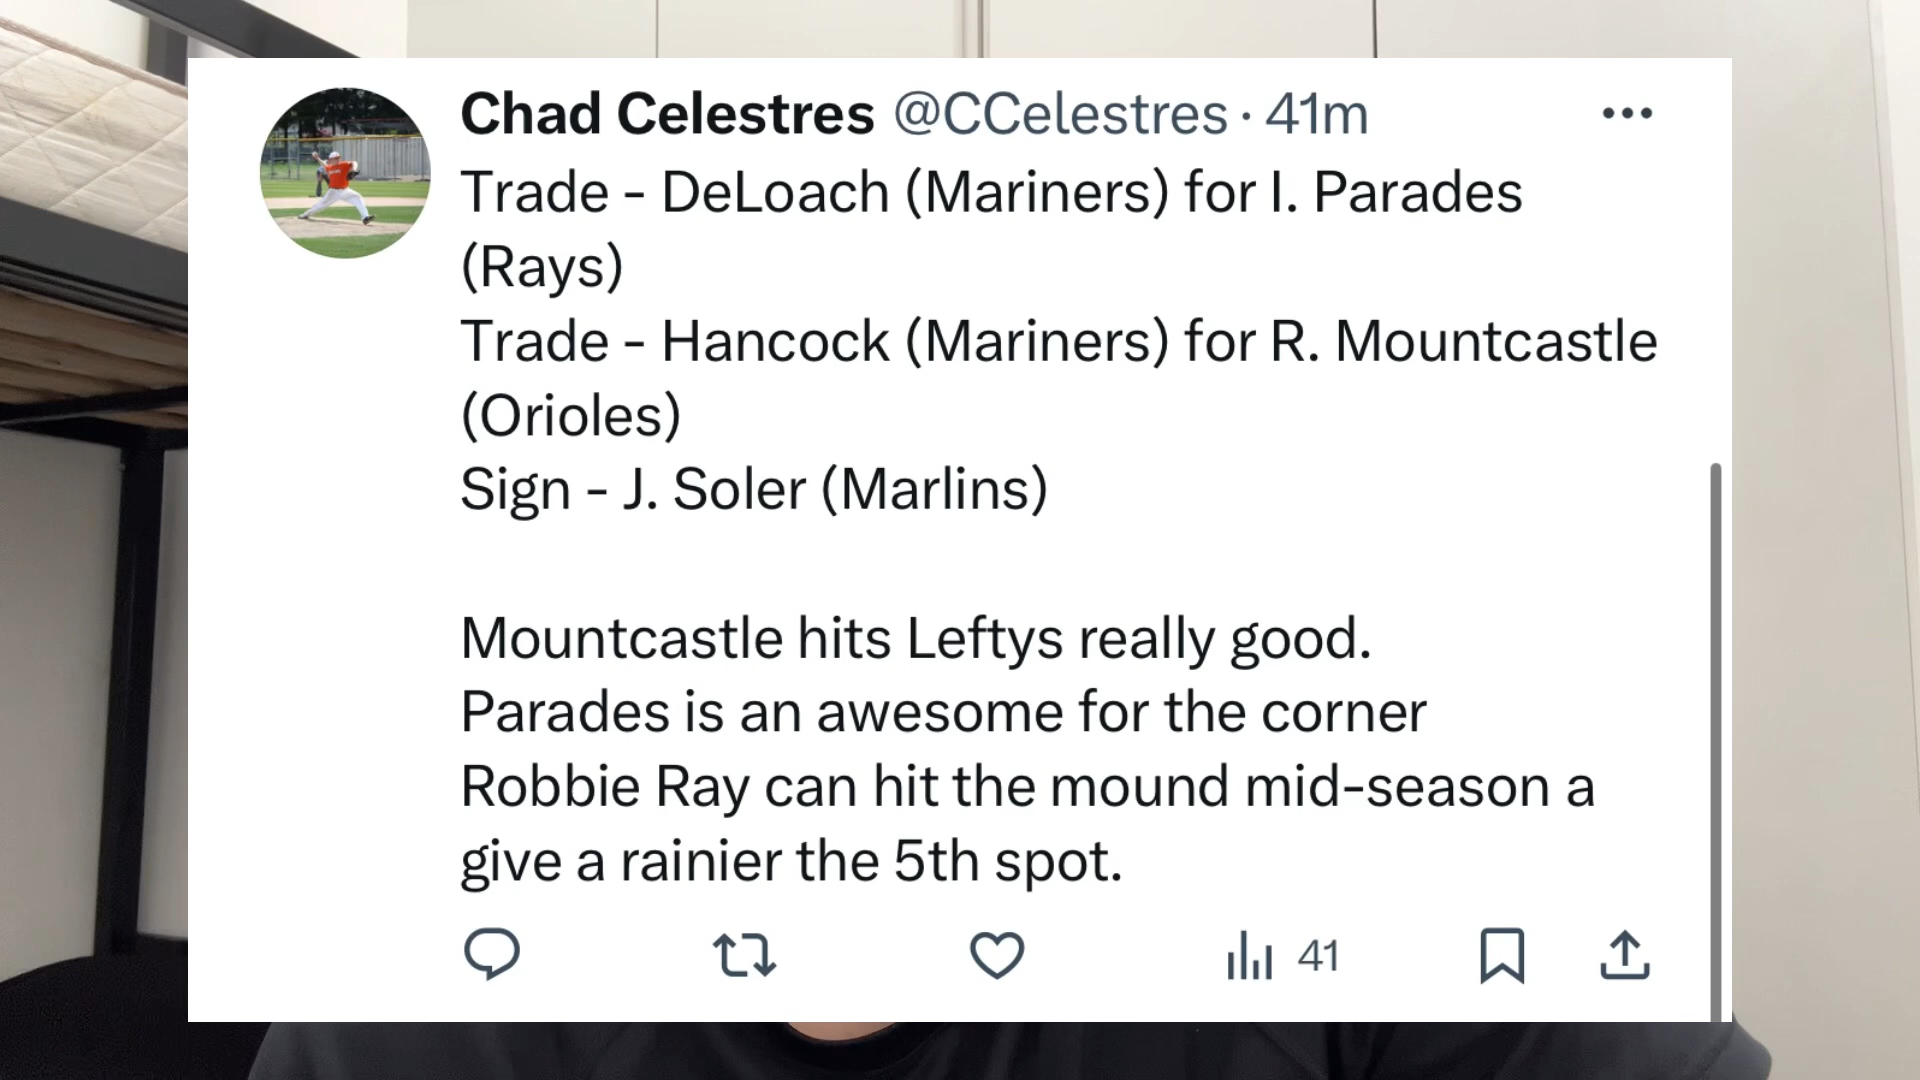 Chad Celestres @CCelestres · 41m
Trade - DeLoach (Mariners) for I. Parades
(Rays)
Trade - Hancock (Mariners) for R. Mountcastle
(Orioles)
Sign - J. Soler (Marlins)
Mountcastle hits Leftys really good.
Parades is an awesome for the corner
Robbie Ray can hit the mound mid-season a
give a rainier the 5th spot.
41